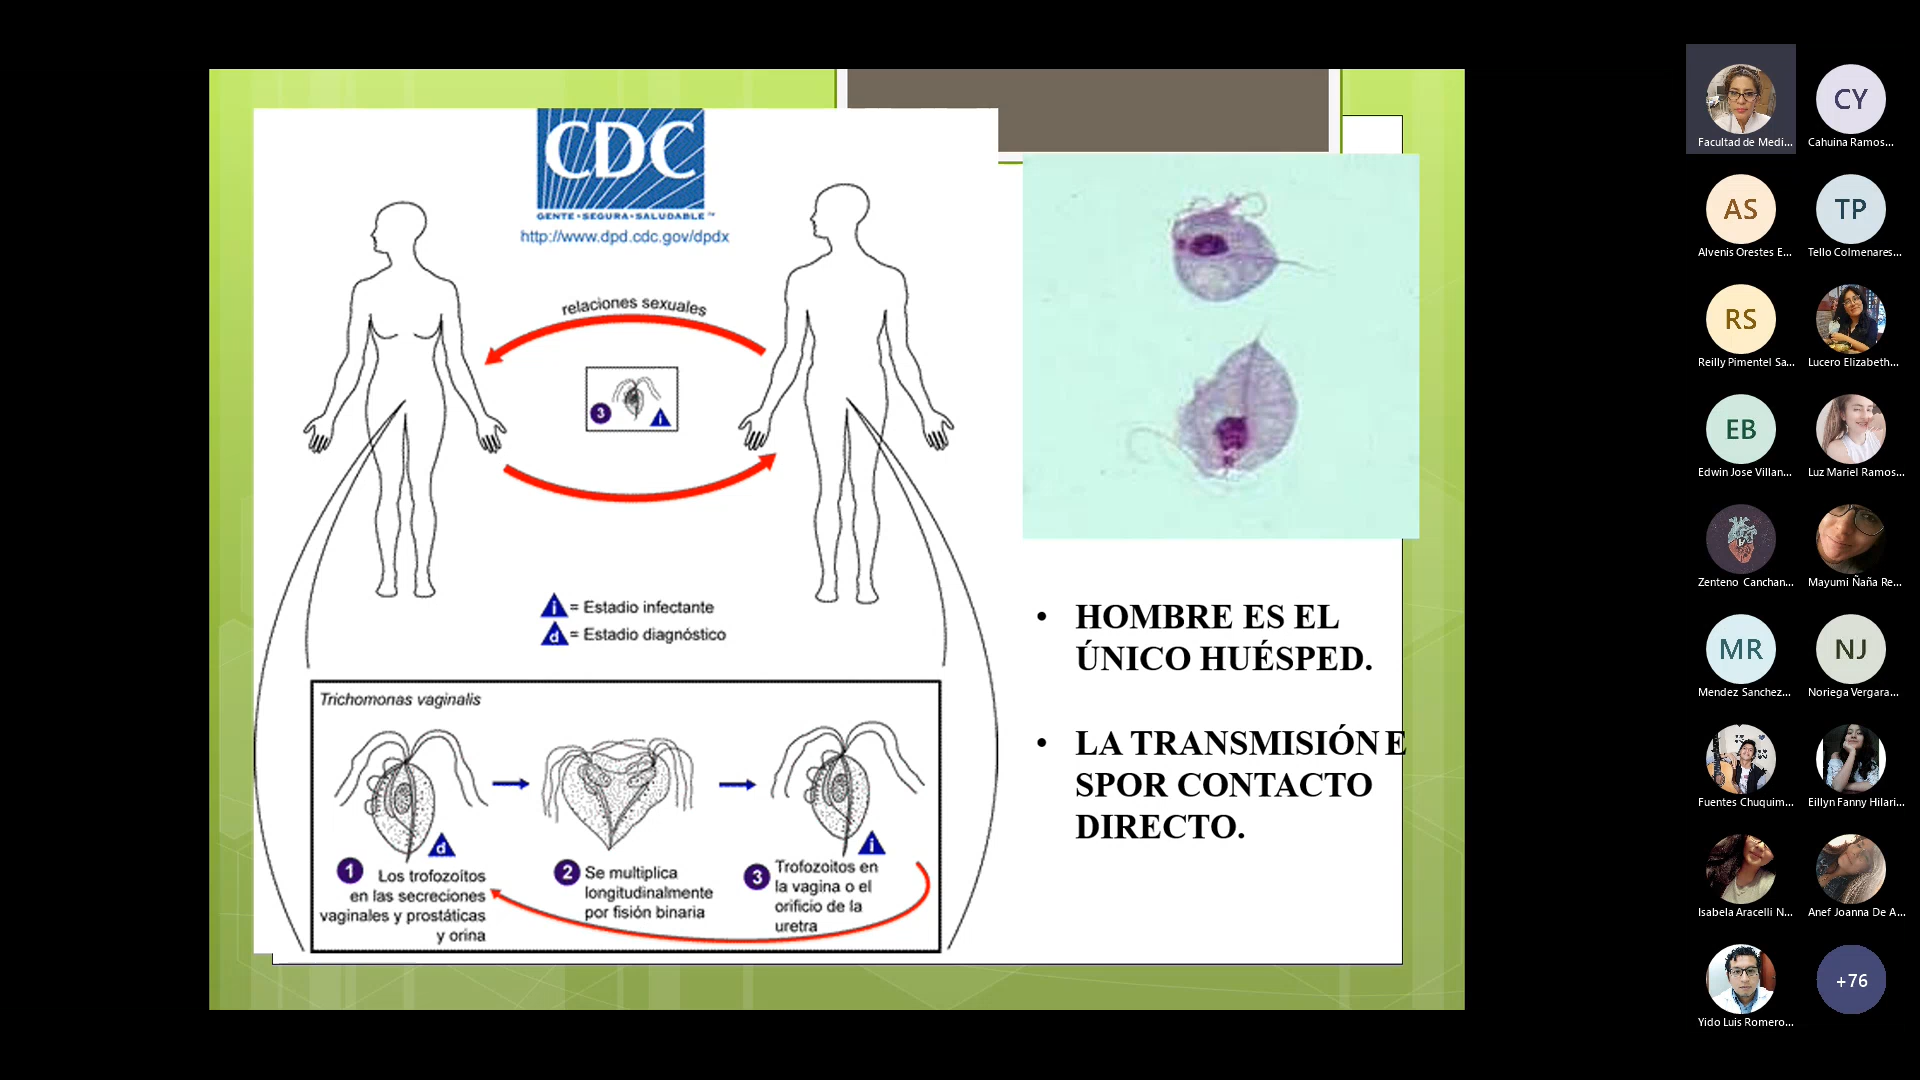 CDC
GENTE·SEGURA·SALUDABLE™
http://www.dpd.cdc.gov/dpdx
relaciones sexuales
3
i
i = Estadio infectante
d = Estadio diagnóstico
Trichomonas vaginalis
d
1 Los trofozoítos
en las secreciones
vaginales y prostáticas
y orina
2 Se multiplica
longitudinalmente
por fisión binaria
i
3 Trofozoitos en
la vagina o el
orificio de la
uretra
• HOMBRE ES EL
ÚNICO HUÉSPED.
• LA TRANSMISIÓN E
SPOR CONTACTO
DIRECTO.
Facultad de Medi...
CY
Cahuina Ramos...
AS
Alvenis Orestes E...
TP
Tello Colmenares...
RS
Reilly Pimentel Sa...
Lucero Elizabeth...
EB
Edwin Jose Villan...
Luz Mariel Ramos...
Zenteno Canchan...
Mayumi Ñaña Re...
MR
Mendez Sanchez...
NJ
Noriega Vergara...
Fuentes Chuquim...
Eillyn Fanny Hilari...
Isabela Aracelli N...
Anef Joanna De A...
Yido Luis Romero...
+76